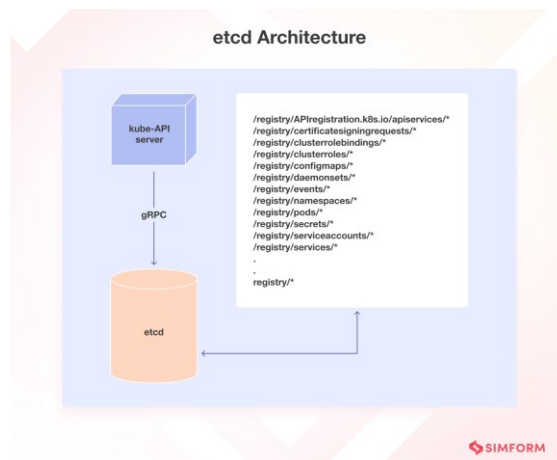 etcd Architecture
kube-API
server
gRPC
etcd
/registry/APIregistration.k8s.io/apiservices/*
/registry/certificatesigningrequests/*
/registry/clusterrolebindings/*
/registry/clusterroles/*
/registry/configmaps/*
/registry/daemonsets/*
/registry/events/*
/registry/namespaces/*
/registry/pods/*
/registry/secrets/*
/registry/serviceaccounts/*
/registry/services/*
.
.
registry/*
SIMFORM